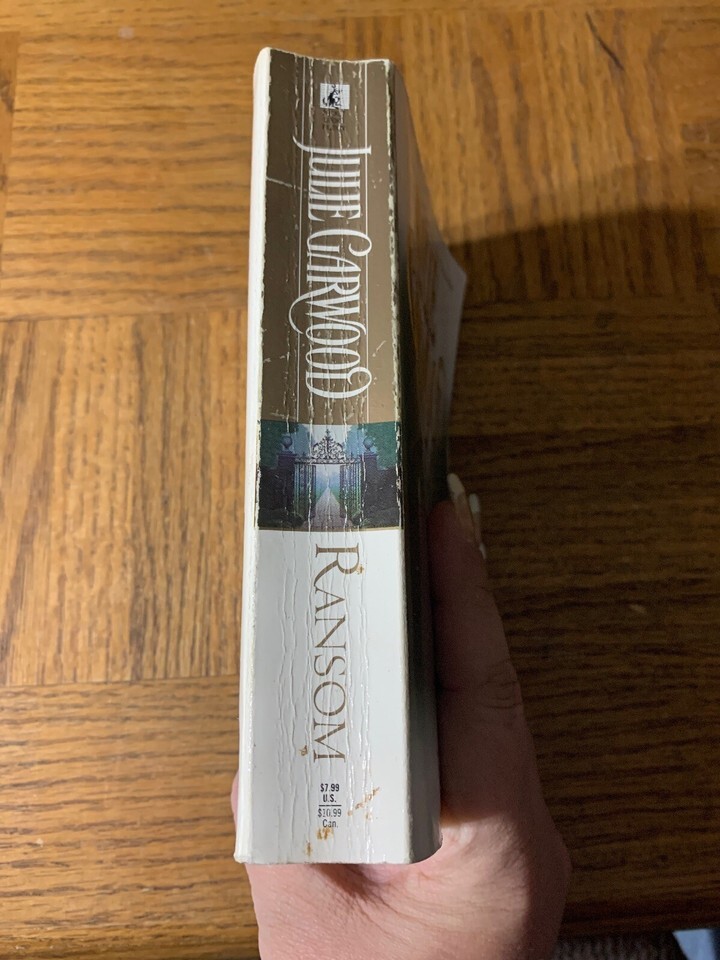 JULIE GARWOOD
RANSOM
$7.99
U.S.
$10.99
Can.